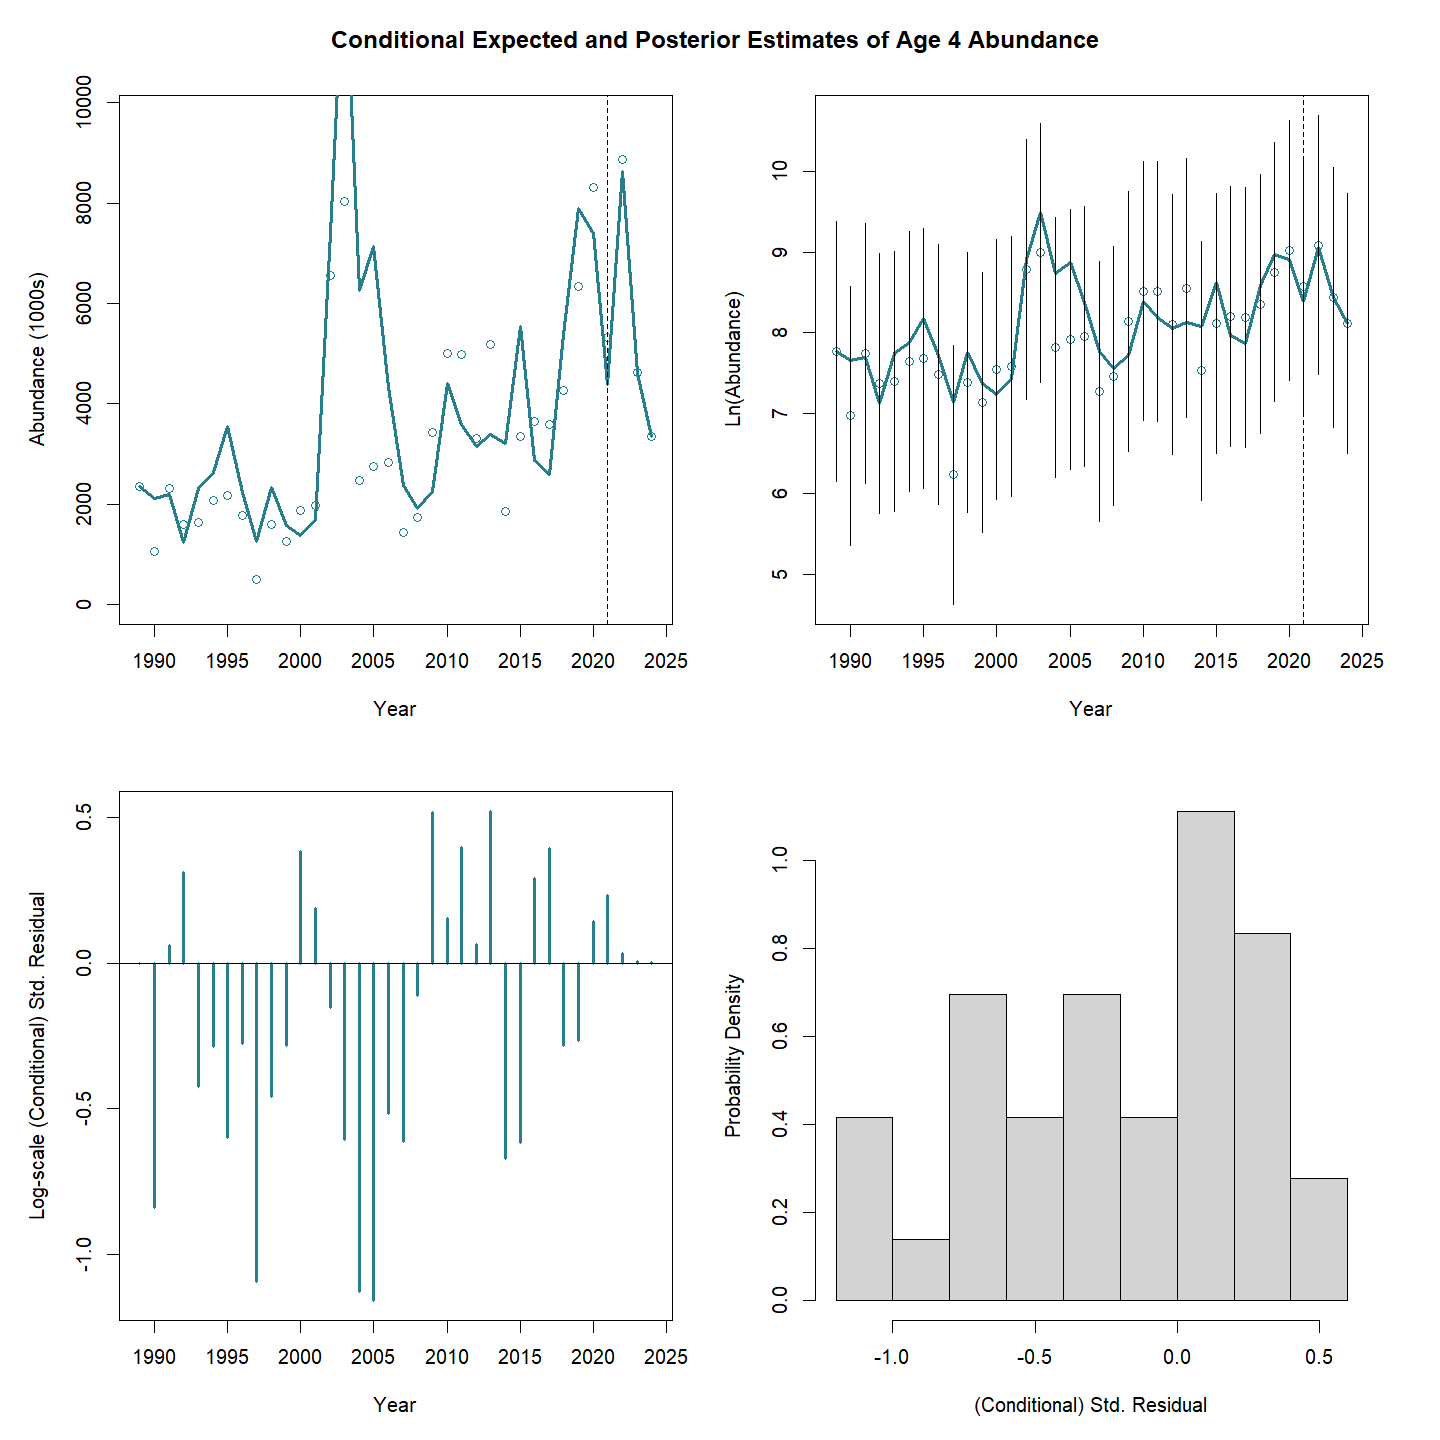 Conditional Expected and Posterior Estimates of Age 4 Abundance
Abundance (1000s)
10000
8000
6000
4000
2000
0
1990 1995 2000 2005 2010 2015 2020 2025
Year
Ln(Abundance)
10
9
8
7
6
5
1990 1995 2000 2005 2010 2015 2020 2025
Year
Log-scale (Conditional) Std. Residual
0.5
0.0
-0.5
-1.0
1990 1995 2000 2005 2010 2015 2020 2025
Year
Probability Density
1.0
0.8
0.6
0.4
0.2
0.0
-1.0 -0.5 0.0 0.5
(Conditional) Std. Residual